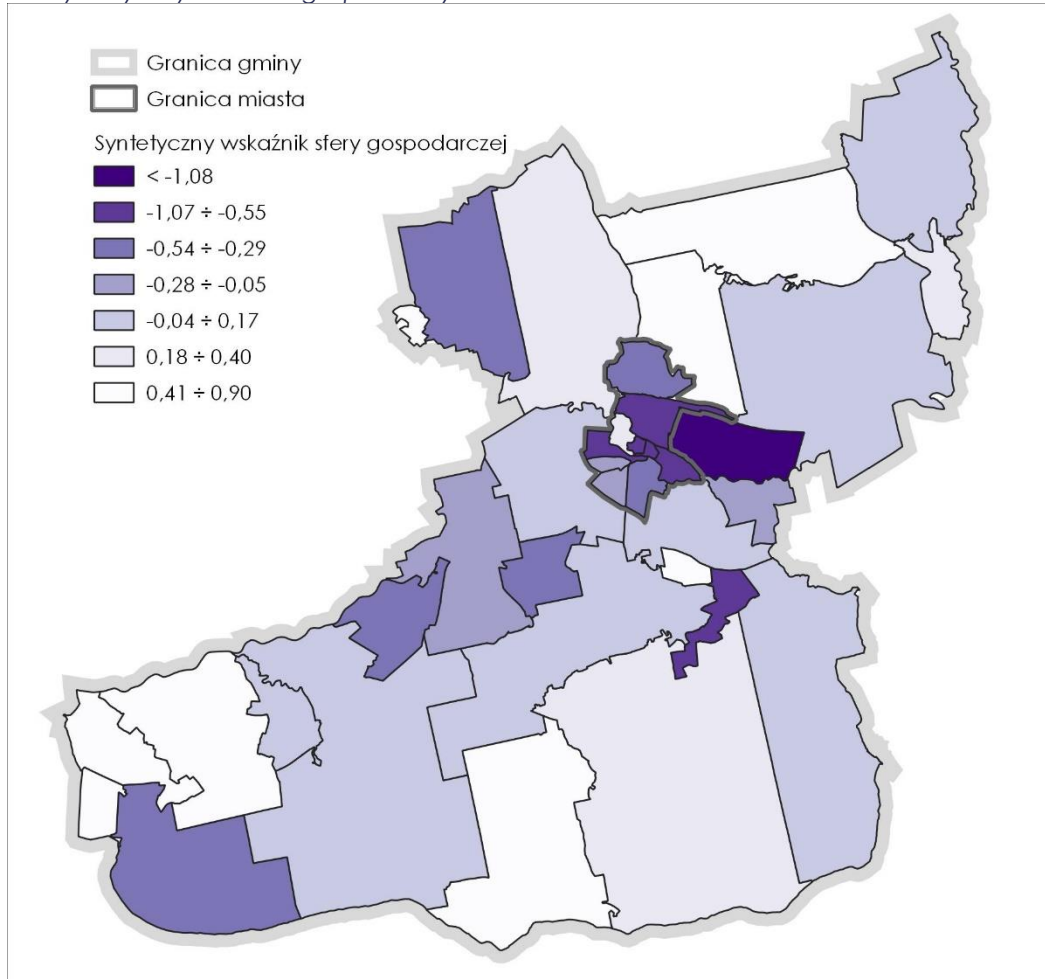 Granica gminy
Granica miasta
Syntetyczny wskaźnik sfery gospodarczej
< -1,08
-1,07 ÷ -0,55
-0,54 ÷ -0,29
-0,28 ÷ -0,05
-0,04 ÷ 0,17
0,18 ÷ 0,40
0,41 ÷ 0,90